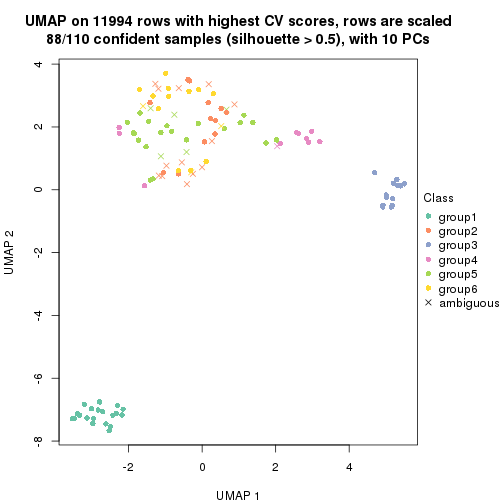 UMAP on 11994 rows with highest CV scores, rows are scaled
88/110 confident samples (silhouette > 0.5), with 10 PCs
4
2
0
-2
-4
-6
-8
UMAP 2
-2
0
2
4
UMAP 1
Class
group1
group2
group3
group4
group5
group6
ambiguous